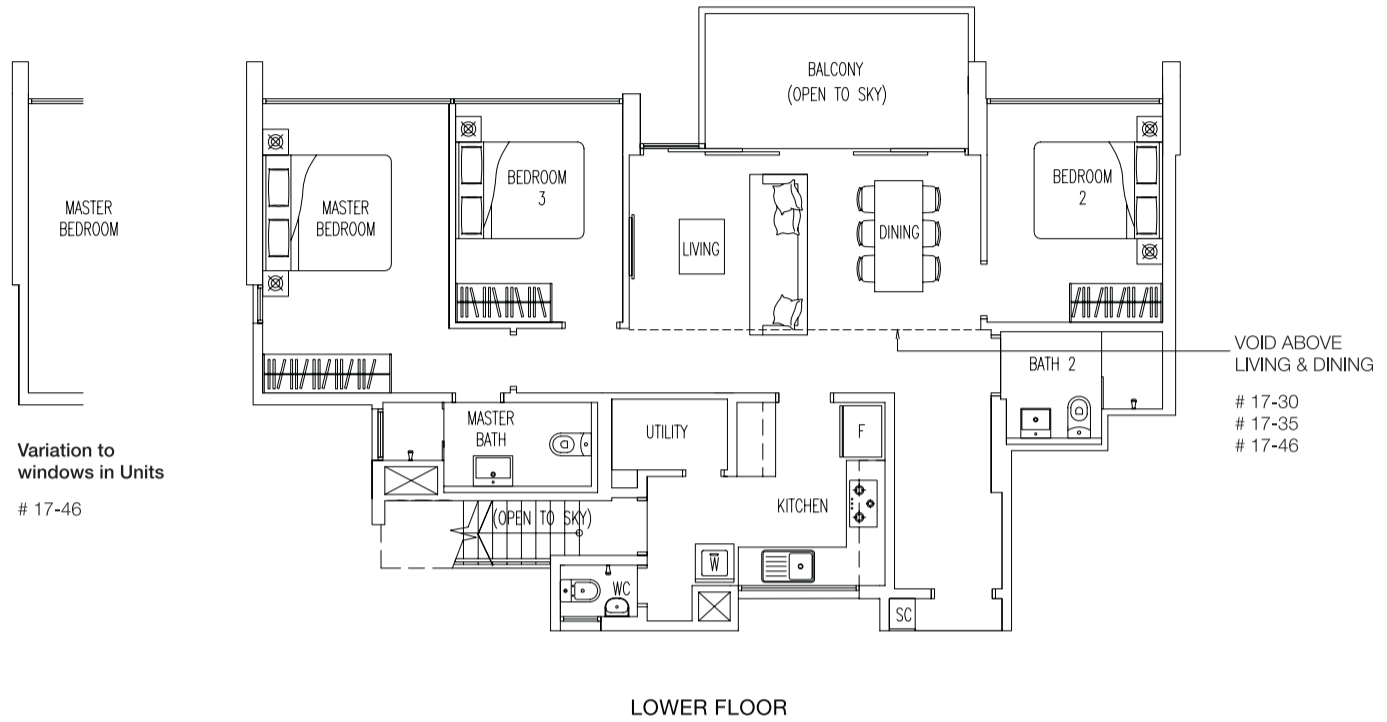 BALCONY
(OPEN TO SKY)
MASTER
BEDROOM
MASTER
BEDROOM
BEDROOM
3
LIVING
DINING
BEDROOM
2
VOID ABOVE
LIVING & DINING
# 17-30
# 17-35
# 17-46
BATH 2
MASTER
BATH
UTILITY
F
KITCHEN
(OPEN TO SKY)
W
WC
SC
Variation to
windows in Units
# 17-46
LOWER FLOOR